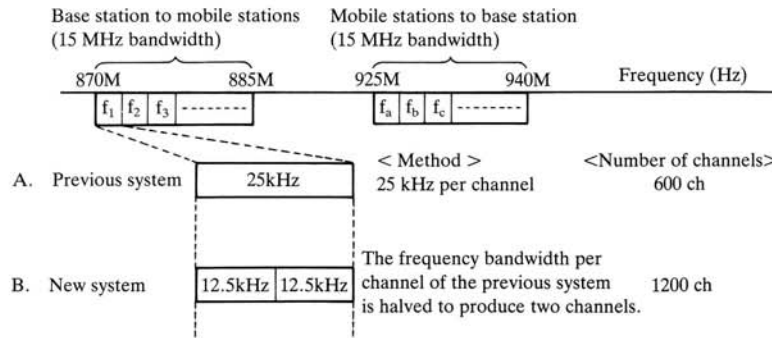 Base station to mobile stations
(15 MHz bandwidth)
Mobile stations to base station
(15 MHz bandwidth)
870M 885M 925M 940M Frequency (Hz)
f1 f2 f3 fa fb fc
< Method > <Number of channels>
A. Previous system 25kHz 25 kHz per channel 600 ch
The frequency bandwidth per
B. New system 12.5kHz 12.5kHz channel of the previous system 1200 ch
is halved to produce two channels.